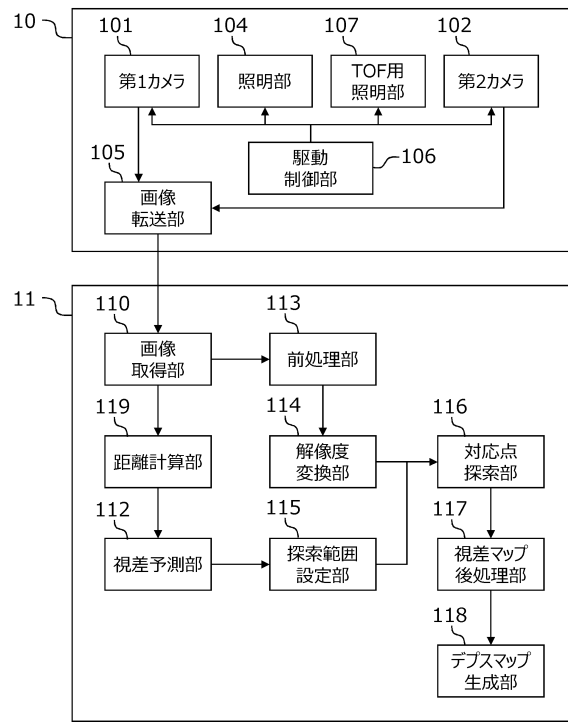 10
101
第1カメラ
104
照明部
107
TOF用
照明部
102
第2カメラ
105
画像
転送部
駆動
制御部
106
11
110
画像
取得部
113
前処理部
119
距離計算部
114
解像度
変換部
116
対応点
探索部
112
視差予測部
115
探索範囲
設定部
117
視差マップ
後処理部
118
デプスマップ
生成部